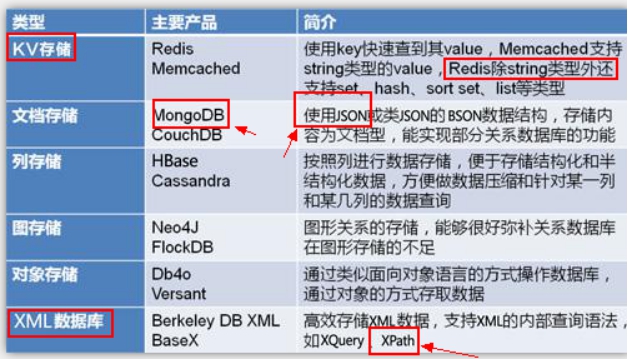 类型 主要产品 简介
KV存储 Redis 使用key快速查到其value，Memcached支持
Memcached string类型的value，Redis除string类型外还
支持set、hash、sort set、list等类型
文档存储 MongoDB 使用JSON或类JSON的BSON数据结构，存储内
CouchDB 容为文档型，能实现部分关系数据库的功能
列存储 HBase 按照列进行数据存储，便于存储结构化和半
Cassandra 结构化数据，方便做数据压缩和针对某一列
和某几列的数据查询
图存储 Neo4J 图形关系的存储，能够很好弥补关系数据库
FlockDB 在图形存储的不足
对象存储 Db4o 通过类似面向对象语言的方式操作数据库，
Versant 通过对象的方式存取数据
XML数据库 Berkeley DB XML 高效存储XML数据，支持XML的内部查询语法，
BaseX 如XQuery XPath